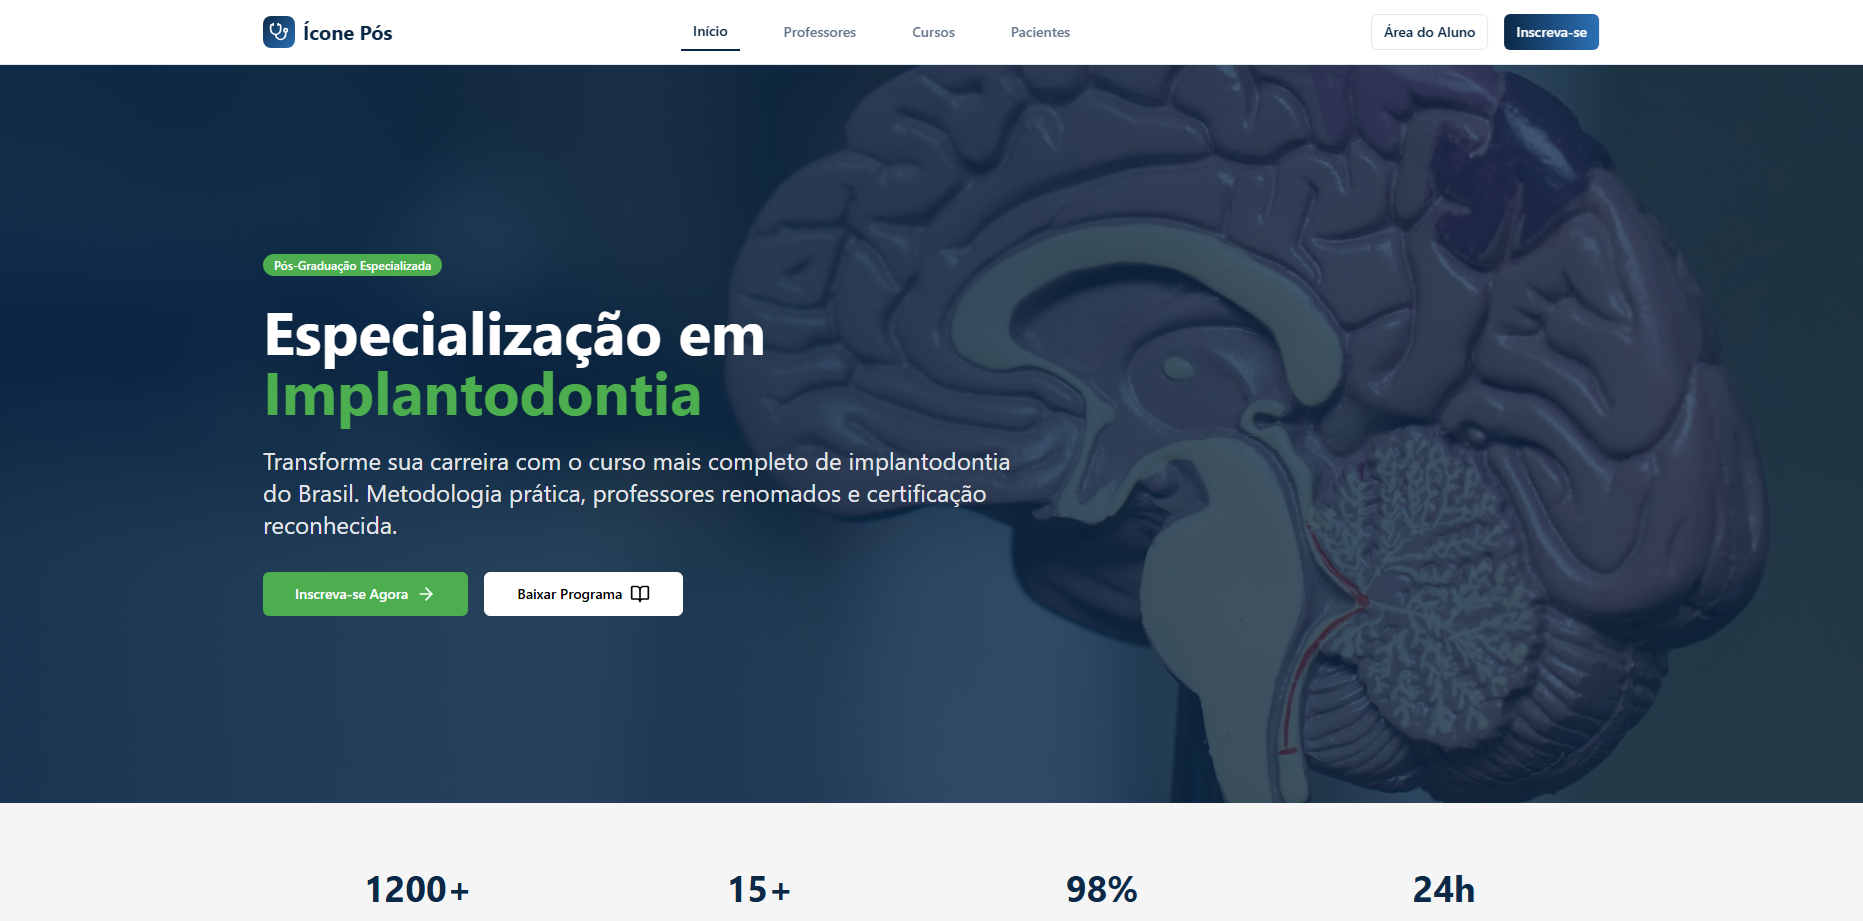 Ícone Pós
Início
Professores
Cursos
Pacientes
Área do Aluno
Inscreva-se
Pós-Graduação Especializada
Especialização em
Implantodontia
Transforme sua carreira com o curso mais completo de implantodontia
do Brasil. Metodologia prática, professores renomados e certificação
reconhecida.
Inscreva-se Agora
Baixar Programa
1200+
15+
98%
24h